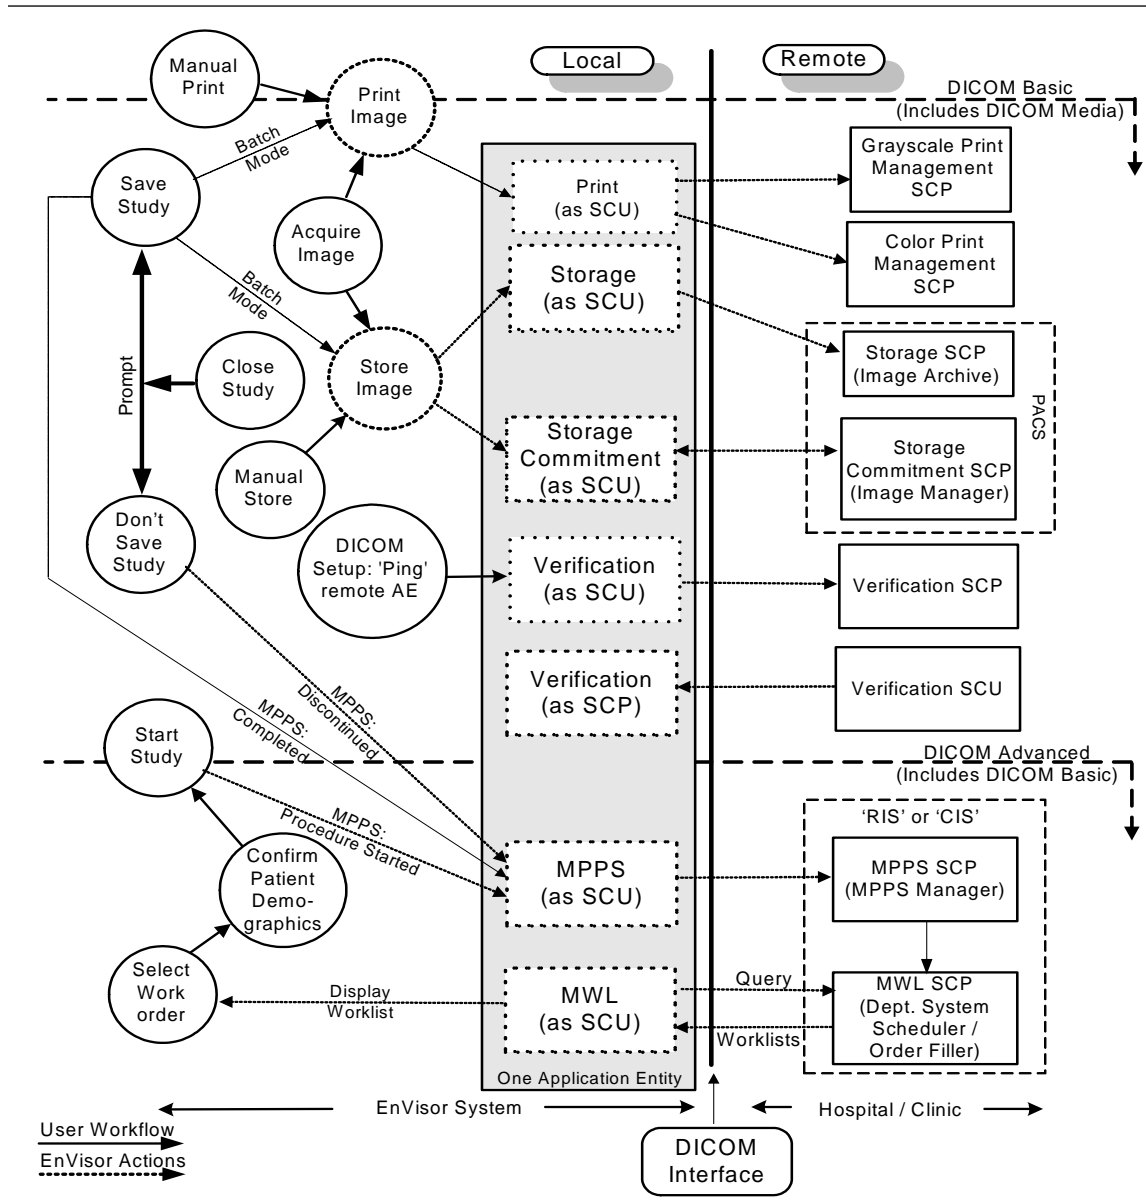 Manual
Print
Print
Image
Local
Remote
DICOM Basic
(Includes DICOM Media)
Batch
Mode
Save
Study
Acquire
Image
Print
(as SCU)
Grayscale Print
Management
SCP
Color Print
Management
SCP
Batch
Mode
Storage
(as SCU)
Prompt
Close
Study
Store
Image
Storage SCP
(Image Archive)
PACS
Manual
Store
Storage
Commitment
(as SCU)
Storage
Commitment SCP
(Image Manager)
Don't
Save
Study
DICOM
Setup: 'Ping'
remote AE
Verification
(as SCU)
Verification SCP
Verification
(as SCP)
Verification SCU
MPPS:
Discontinued
MPPS:
Completed
Start
Study
DICOM Advanced
(Includes DICOM Basic)
MPPS:
Procedure Started
‘RIS’ or ‘CIS’
Confirm
Patient
Demo-
graphics
MPPS
(as SCU)
MPPS SCP
(MPPS Manager)
Select
Work
order
Display
Worklist
MWL
(as SCU)
Query
Worklists
MWL SCP
(Dept. System
Scheduler /
Order Filler)
One Application Entity
EnVisor System
Hospital / Clinic
User Workflow
EnVisor Actions
DICOM
Interface